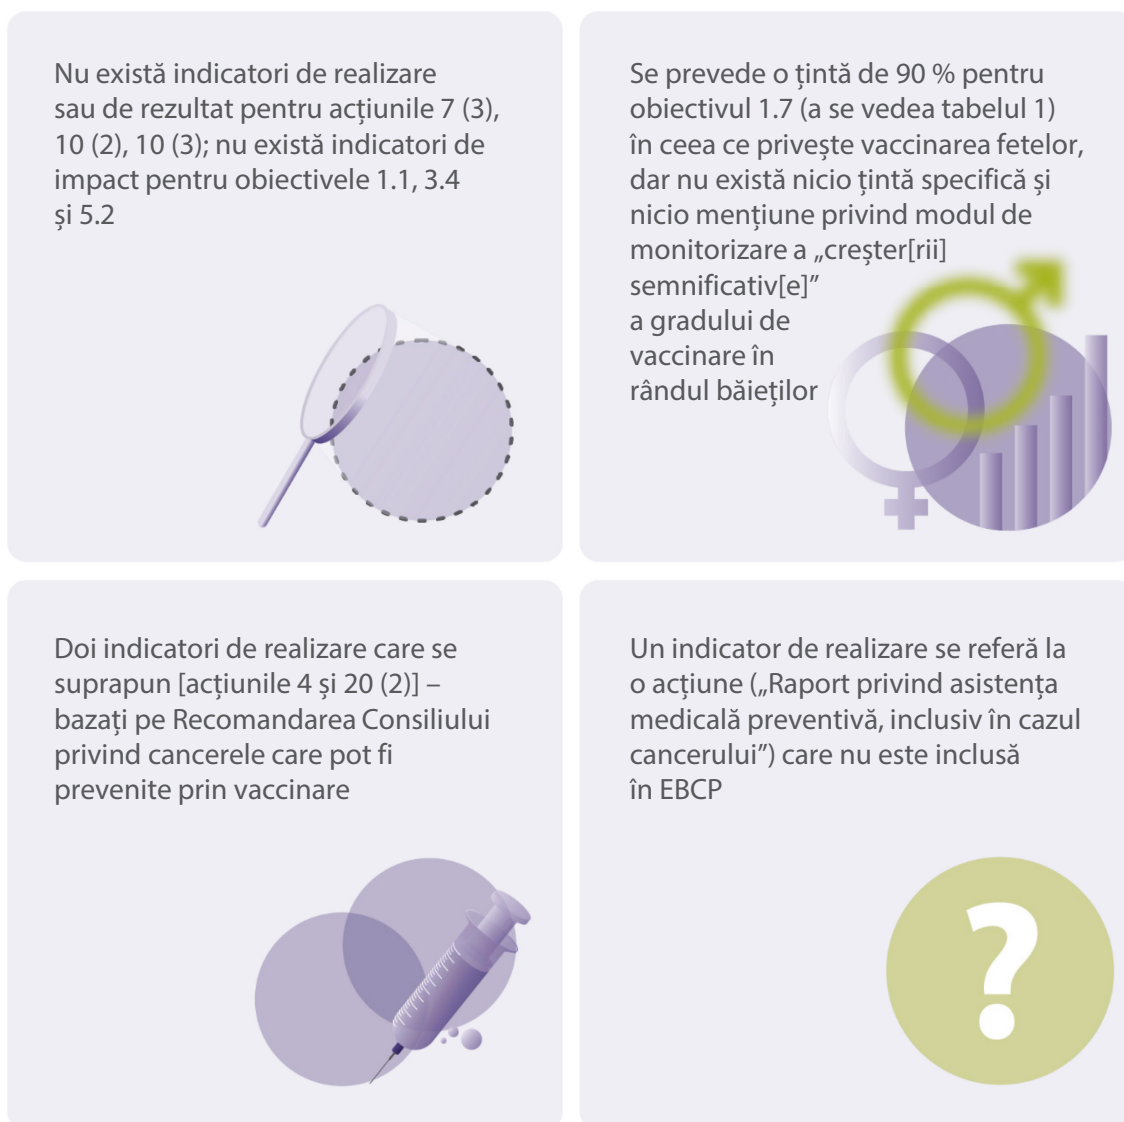 Nu există indicatori de realizare
sau de rezultat pentru acțiunile 7 (3),
10 (2), 10 (3); nu există indicatori de
impact pentru obiectivele 1.1, 3.4
și 5.2
Se prevede o țintă de 90 % pentru
obiectivul 1.7 (a se vedea tabelul 1)
în ceea ce privește vaccinarea fetelor,
dar nu există nicio țintă specifică și
nicio mențiune privind modul de
monitorizare a „creșter[rii]
semnificativ[e]”
a gradului de
vaccinare în
rândul băieților
Doi indicatori de realizare care se
suprapun [acțiunile 4 și 20 (2)] –
bazați pe Recomandarea Consiliului
privind cancerele care pot fi
prevenite prin vaccinare
Un indicator de realizare se referă la
o acțiune („Raport privind asistența
medicală preventivă, inclusiv în cazul
cancerului”) care nu este inclusă
în EBCP
?